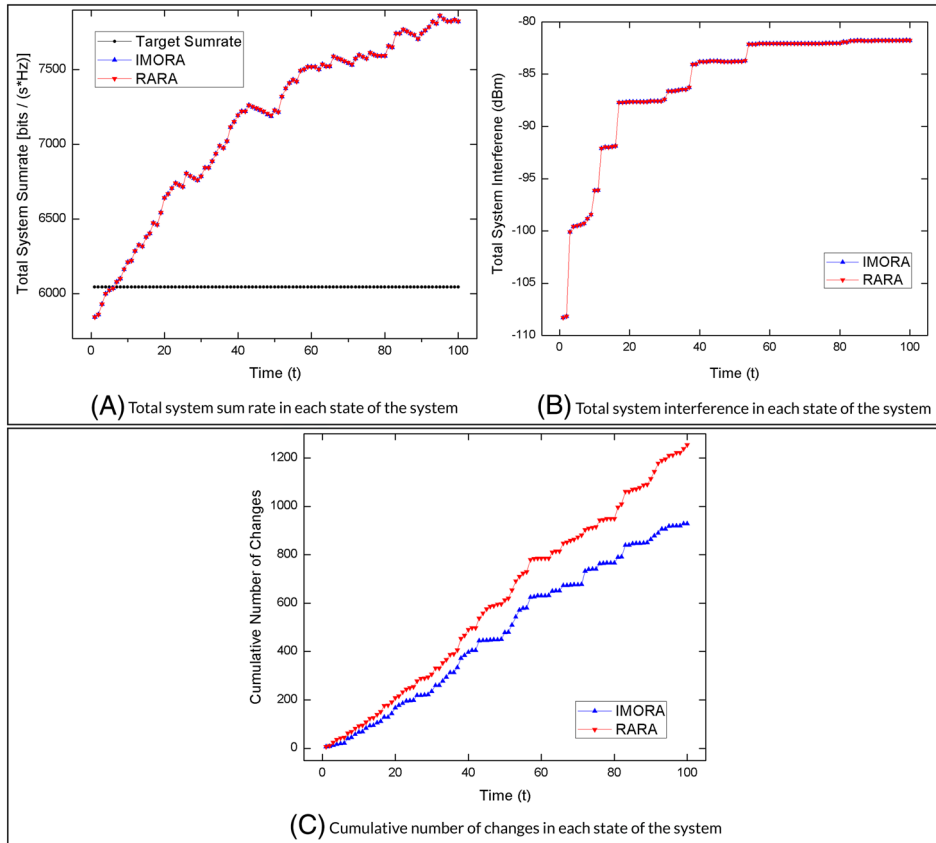 Total System Sumrate [bits / (s*Hz)]
7500
7000
6500
6000
Target Sumrate
IMORA
RARA
0
20
40
60
80
100
Time (t)
(A) Total system sum rate in each state of the system
Total System Interferene (dBm)
-80
-85
-90
-95
-100
-105
-110
IMORA
RARA
0
20
40
60
80
100
Time (t)
(B) Total system interference in each state of the system
Cumulative Number of Changes
1200
1000
800
600
400
200
0
IMORA
RARA
0
20
40
60
80
100
Time (t)
(C) Cumulative number of changes in each state of the system